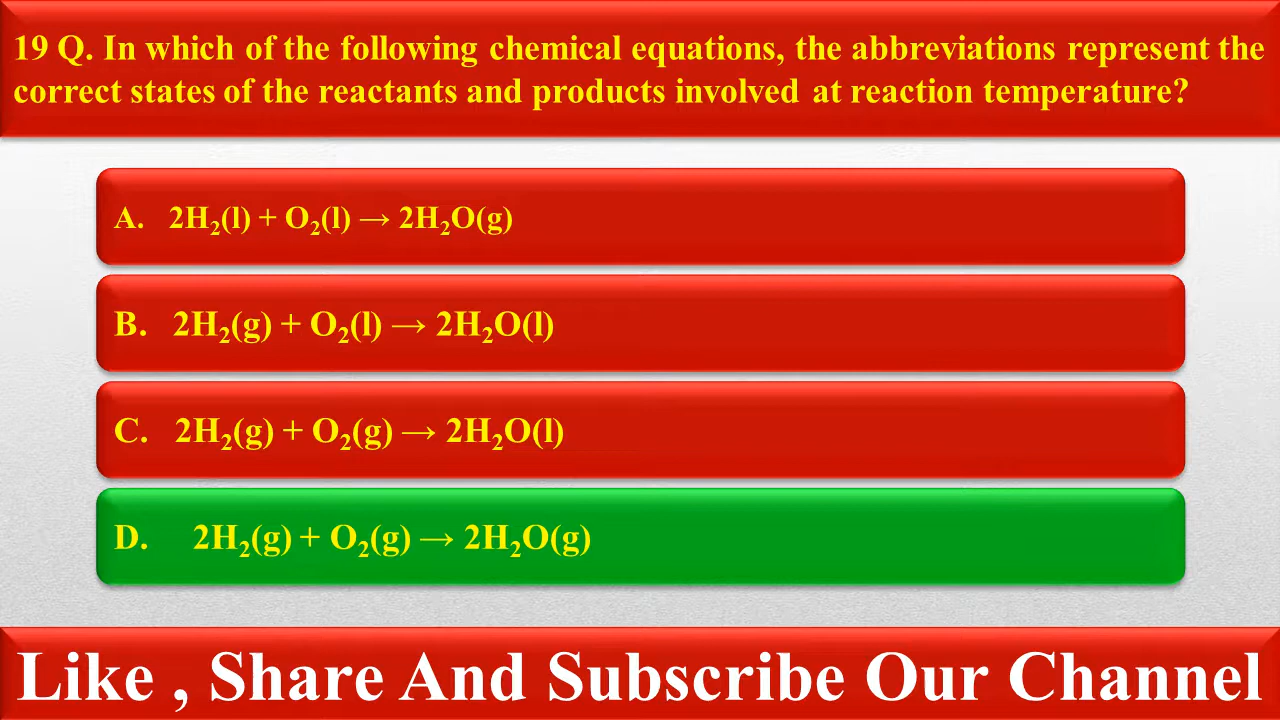 19 Q. In which of the following chemical equations, the abbreviations represent the
correct states of the reactants and products involved at reaction temperature?
A. 2H₂(l) + O₂(l) → 2H₂O(g)
B. 2H₂(g) + O₂(l) → 2H₂O(l)
C. 2H₂(g) + O₂(g) → 2H₂O(l)
D. 2H₂(g) + O₂(g) → 2H₂O(g)
Like , Share And Subscribe Our Channel